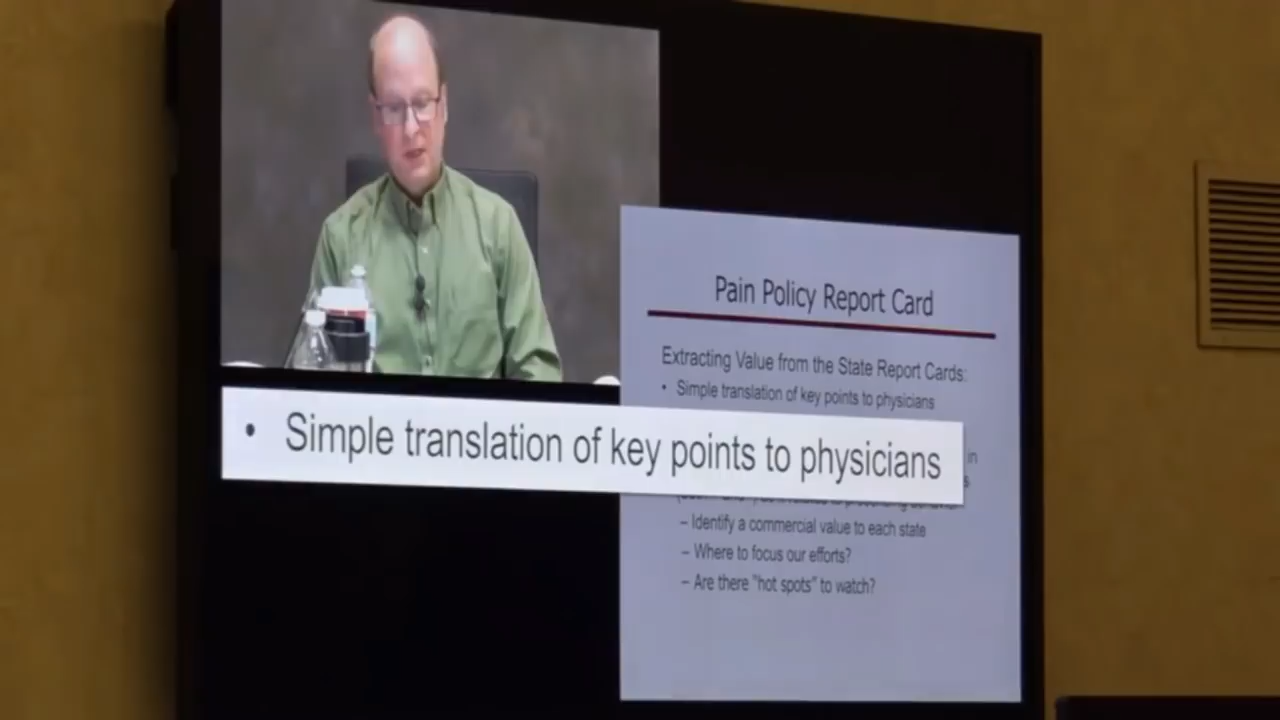 Pain Policy Report Card
Extracting Value from the State Report Cards:
• Simple translation of key points to physicians
• Simple translation of key points to physicians
in
– Identify a commercial value to each state
– Where to focus our efforts?
– Are there "hot spots" to watch?